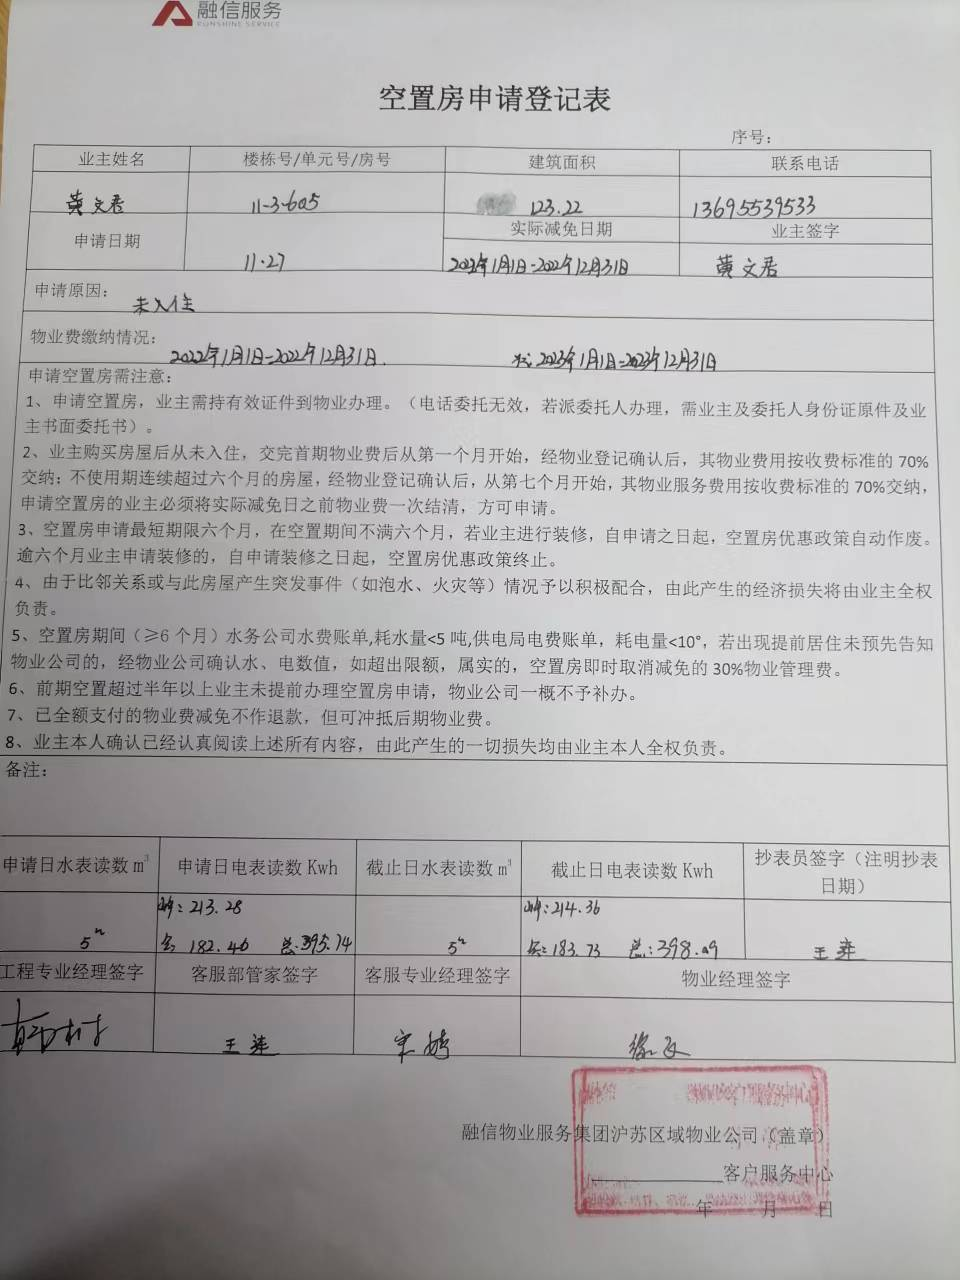 融信服务
RONSHINE SERVICE
空置房申请登记表
序号：
业主姓名 楼栋号/单元号/房号 建筑面积 联系电话
黄文君 11-3-605 123.22 13695539533
申请日期 11.27 实际减免日期 业主签字
2022年1月1日-2022年12月31日 黄文君
申请原因： 未入住
物业费缴纳情况：
2022年1月1日-2022年12月31日. 2023年1月1日-2023年12月31日
申请空置房需注意：
1、申请空置房，业主需持有效证件到物业办理。（电话委托无效，若派委托人办理，需业主及委托人身份证原件及业
主书面委托书）。
2、业主购买房屋后从未入住，交完首期物业费后从第一个月开始，经物业登记确认后，其物业费用按收费标准的 70%
交纳；不使用期连续超过六个月的房屋，经物业登记确认后，从第七个月开始，其物业服务费用按收费标准的 70%交纳，
申请空置房的业主必须将实际减免日之前物业费一次结清，方可申请。
3、空置房申请最短期限六个月，在空置期间不满六个月，若业主进行装修，自申请之日起，空置房优惠政策自动作废。
逾六个月业主申请装修的，自申请装修之日起，空置房优惠政策终止。
4、由于比邻关系或与此房屋产生突发事件（如泡水、火灾等）情况予以积极配合，由此产生的经济损失将由业主全权
负责。
5、空置房期间（≥6 个月）水务公司水费账单,耗水量<5 吨,供电局电费账单，耗电量<10°，若出现提前居住未预先告知
物业公司的，经物业公司确认水、电数值，如超出限额，属实的，空置房即时取消减免的 30%物业管理费。
6、前期空置超过半年以上业主未提前办理空置房申请，物业公司一概不予补办。
7、已全额支付的物业费减免不作退款，但可冲抵后期物业费。
8、业主本人确认已经认真阅读上述所有内容，由此产生的一切损失均由业主本人全权负责。
备注：
申请日水表读数 m³ 申请日电表读数 Kwh 截止日水表读数 m³ 截止日电表读数 Kwh 抄表员签字（注明抄表
日期）
峰：213.28 峰：214.36
5 谷：182.46 总：395.74 5 谷：183.73 总：398.09 王莲
工程专业经理签字 客服部管家签字 客服专业经理签字 物业经理签字
王莲
融信物业服务集团沪苏区域物业公司（盖章）
客户服务中心
年 月 日